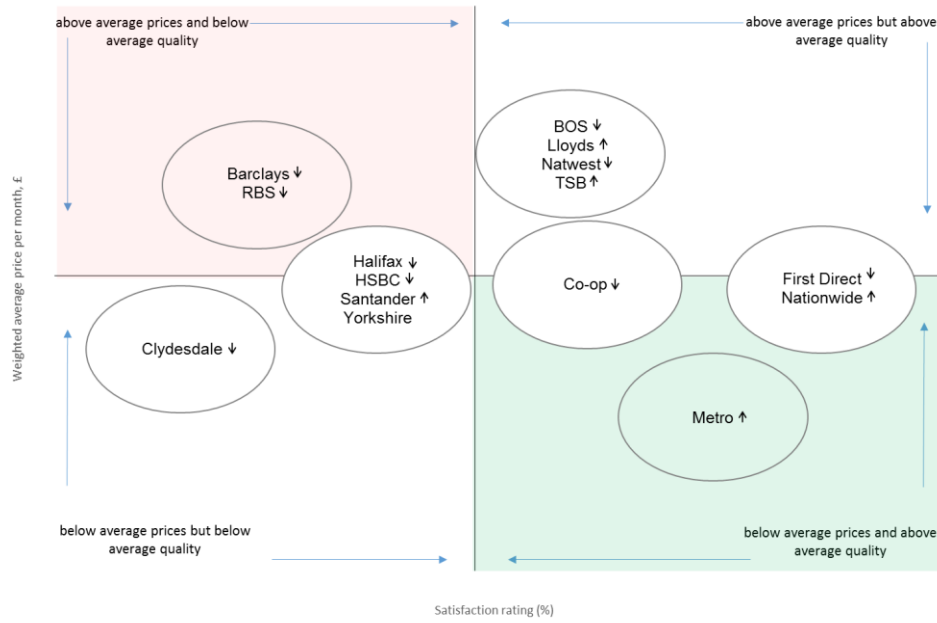 above average prices and below
average quality
above average prices but above
average quality
BOS ↓
Lloyds ↑
Natwest ↓
TSB ↑
Barclays ↓
RBS ↓
Halifax ↓
HSBC ↓
Santander ↑
Yorkshire
Co-op ↓
First Direct ↓
Nationwide ↑
Clydesdale ↓
Metro ↑
Weighted average price per month, £
below average prices but below
average quality
below average prices and above
average quality
Satisfaction rating (%)